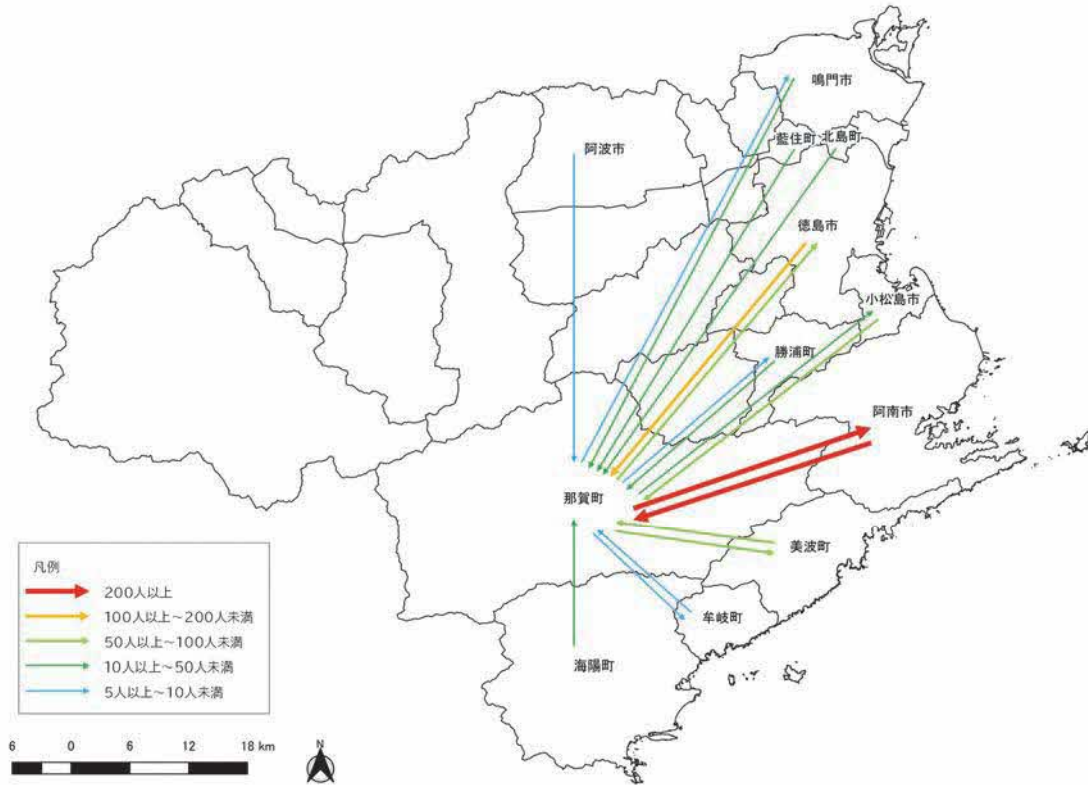 鳴門市
藍住町
北島町
阿波市
徳島市
小松島市
勝浦町
阿南市
那賀町
美波町
牟岐町
海陽町
凡例
200人以上
100人以上~200人未満
50人以上~100人未満
10人以上~50人未満
5人以上~10人未満
6 0 6 12 18 km
N